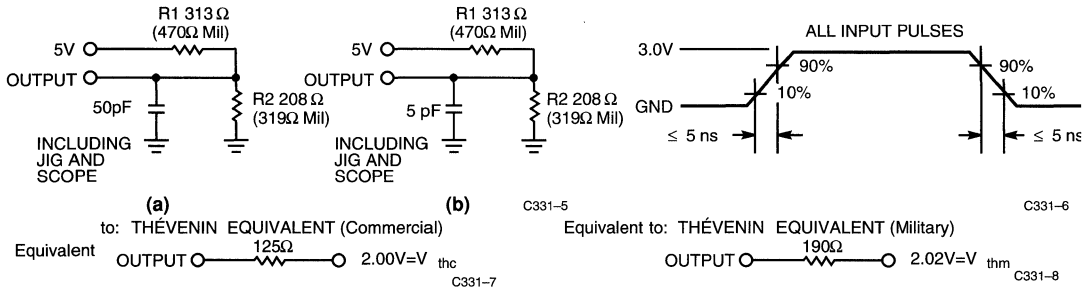 R1 313 Ω
(470Ω Mil)
5V
OUTPUT
50pF
R2 208 Ω
(319Ω Mil)
INCLUDING
JIG AND
SCOPE
(a)
R1 313 Ω
(470Ω Mil)
5V
OUTPUT
5 pF
R2 208 Ω
(319Ω Mil)
INCLUDING
JIG AND
SCOPE
(b)
C331–5
ALL INPUT PULSES
3.0V
90%
90%
10%
10%
GND
≤ 5 ns
≤ 5 ns
C331–6
Equivalent to: THÉVENIN EQUIVALENT (Commercial)
125Ω
OUTPUT
2.00V=V thc
C331–7
Equivalent to: THÉVENIN EQUIVALENT (Military)
190Ω
OUTPUT
2.02V=V thm
C331–8